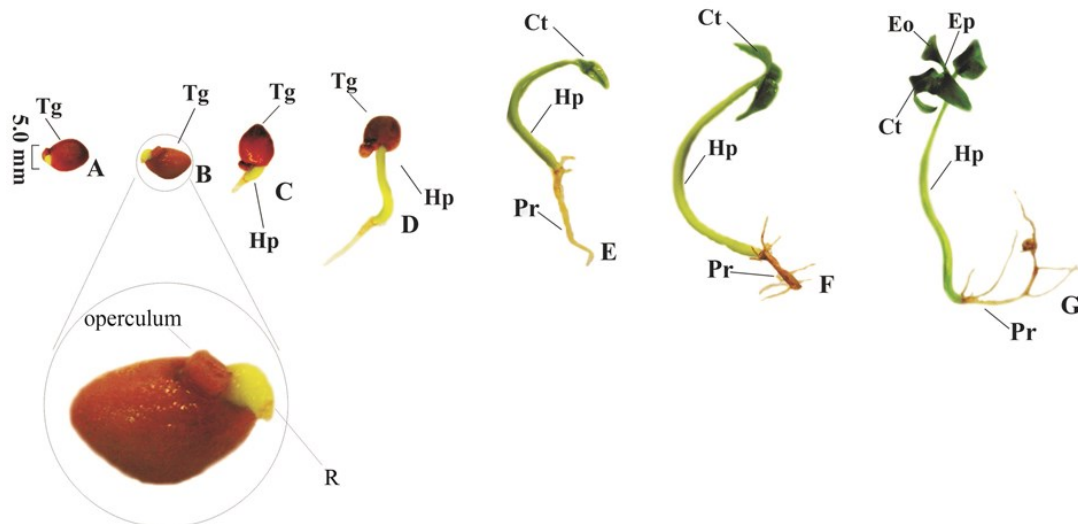 Tg
5.0 mm
A
Tg
B
Tg
Hp
C
Tg
Hp
D
Ct
Hp
Pr
E
Ct
Hp
Pr
F
Eo
Ep
Ct
Hp
Pr
G
operculum
R